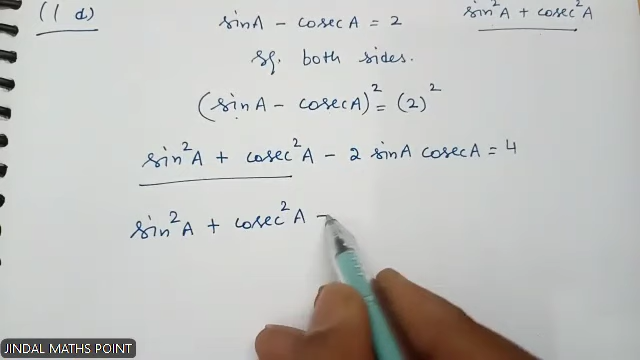 (( d) sinA − cosecA = 2 sin²A + cosec²A
Sq. both sides.
(sinA − cosecA)² = (2)²
sin²A + cosec²A − 2 sinA cosecA = 4
sin²A + cosec²A −
JINDAL MATHS POINT